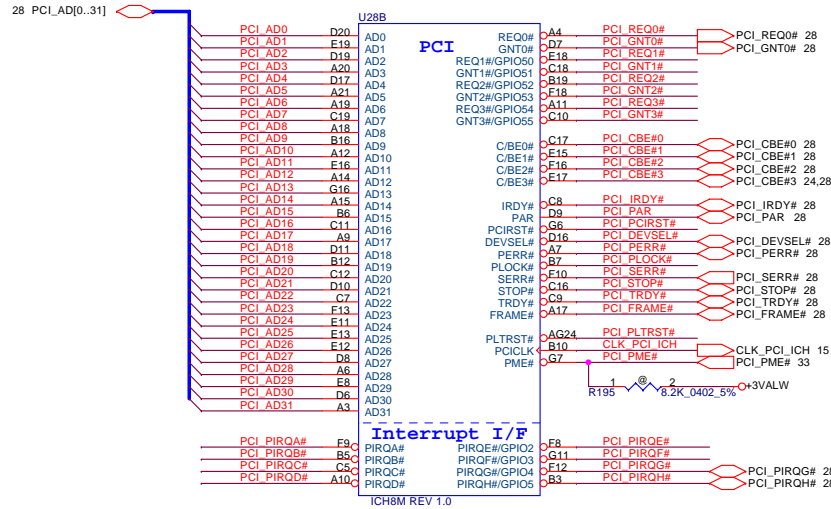 28 PCI_AD[0..31]
U28B
PCI
PCI_AD0 D20 AD0 REQ0# A4 PCI_REQ0# PCI_REQ0# 28
PCI_AD1 E19 AD1 GNT0# D7 PCI_GNT0# PCI_GNT0# 28
PCI_AD2 D19 AD2 REQ1#/GPIO50 E18 PCI_REQ1#
PCI_AD3 A20 AD3 GNT1#/GPIO51 C18 PCI_GNT1#
PCI_AD4 D17 AD4 REQ2#/GPIO52 B19 PCI_REQ2#
PCI_AD5 A21 AD5 GNT2#/GPIO53 F18 PCI_GNT2#
PCI_AD6 A19 AD6 REQ3#/GPIO54 A11 PCI_REQ3#
PCI_AD7 C19 AD7 GNT3#/GPIO55 C10 PCI_GNT3#
PCI_AD8 A18 AD8
PCI_AD9 B16 AD9 C/BE0# C17 PCI_CBE#0 PCI_CBE#0 28
PCI_AD10 A12 AD10 C/BE1# E15 PCI_CBE#1 PCI_CBE#1 28
PCI_AD11 E16 AD11 C/BE2# F16 PCI_CBE#2 PCI_CBE#2 28
PCI_AD12 A14 AD12 C/BE3# E17 PCI_CBE#3 PCI_CBE#3 24,28
PCI_AD13 G16 AD13
PCI_AD14 A15 AD14 IRDY# C8 PCI_IRDY# PCI_IRDY# 28
PCI_AD15 B6 AD15 PAR D9 PCI_PAR PCI_PAR 28
PCI_AD16 C11 AD16 PCIRST# G6 PCI_PCIRST#
PCI_AD17 A9 AD17 DEVSEL# D16 PCI_DEVSEL# PCI_DEVSEL# 28
PCI_AD18 D11 AD18 PERR# A7 PCI_PERR# PCI_PERR# 28
PCI_AD19 B12 AD19 PLOCK# B7 PCI_PLOCK#
PCI_AD20 C12 AD20 SERR# F10 PCI_SERR# PCI_SERR# 28
PCI_AD21 D10 AD21 STOP# C16 PCI_STOP# PCI_STOP# 28
PCI_AD22 C7 AD22 TRDY# C9 PCI_TRDY# PCI_TRDY# 28
PCI_AD23 F13 AD23 FRAME# A17 PCI_FRAME# PCI_FRAME# 28
PCI_AD24 E11 AD24
PCI_AD25 E13 AD25 PLTRST# AG24 PCI_PLTRST#
PCI_AD26 E12 AD26 PCICLK B10 CLK_PCI_ICH CLK_PCI_ICH 15
PCI_AD27 D8 AD27 PME# G7 PCI_PME# PCI_PME# 33
PCI_AD28 A6 AD28
PCI_AD29 E8 AD29 1 @ 2 +3VALW
PCI_AD30 D6 AD30 R195 8.2K_0402_5%
PCI_AD31 A3 AD31
Interrupt I/F
PCI_PIRQA# F9 PIRQA# PIRQE#/GPIO2 F8 PCI_PIRQE#
PCI_PIRQB# B5 PIRQB# PIRQF#/GPIO3 G11 PCI_PIRQF#
PCI_PIRQC# C5 PIRQC# PIRQG#/GPIO4 F12 PCI_PIRQG# PCI_PIRQG# 28
PCI_PIRQD# A10 PIRQD# PIRQH#/GPIO5 B3 PCI_PIRQH# PCI_PIRQH# 28
ICH8M REV 1.0